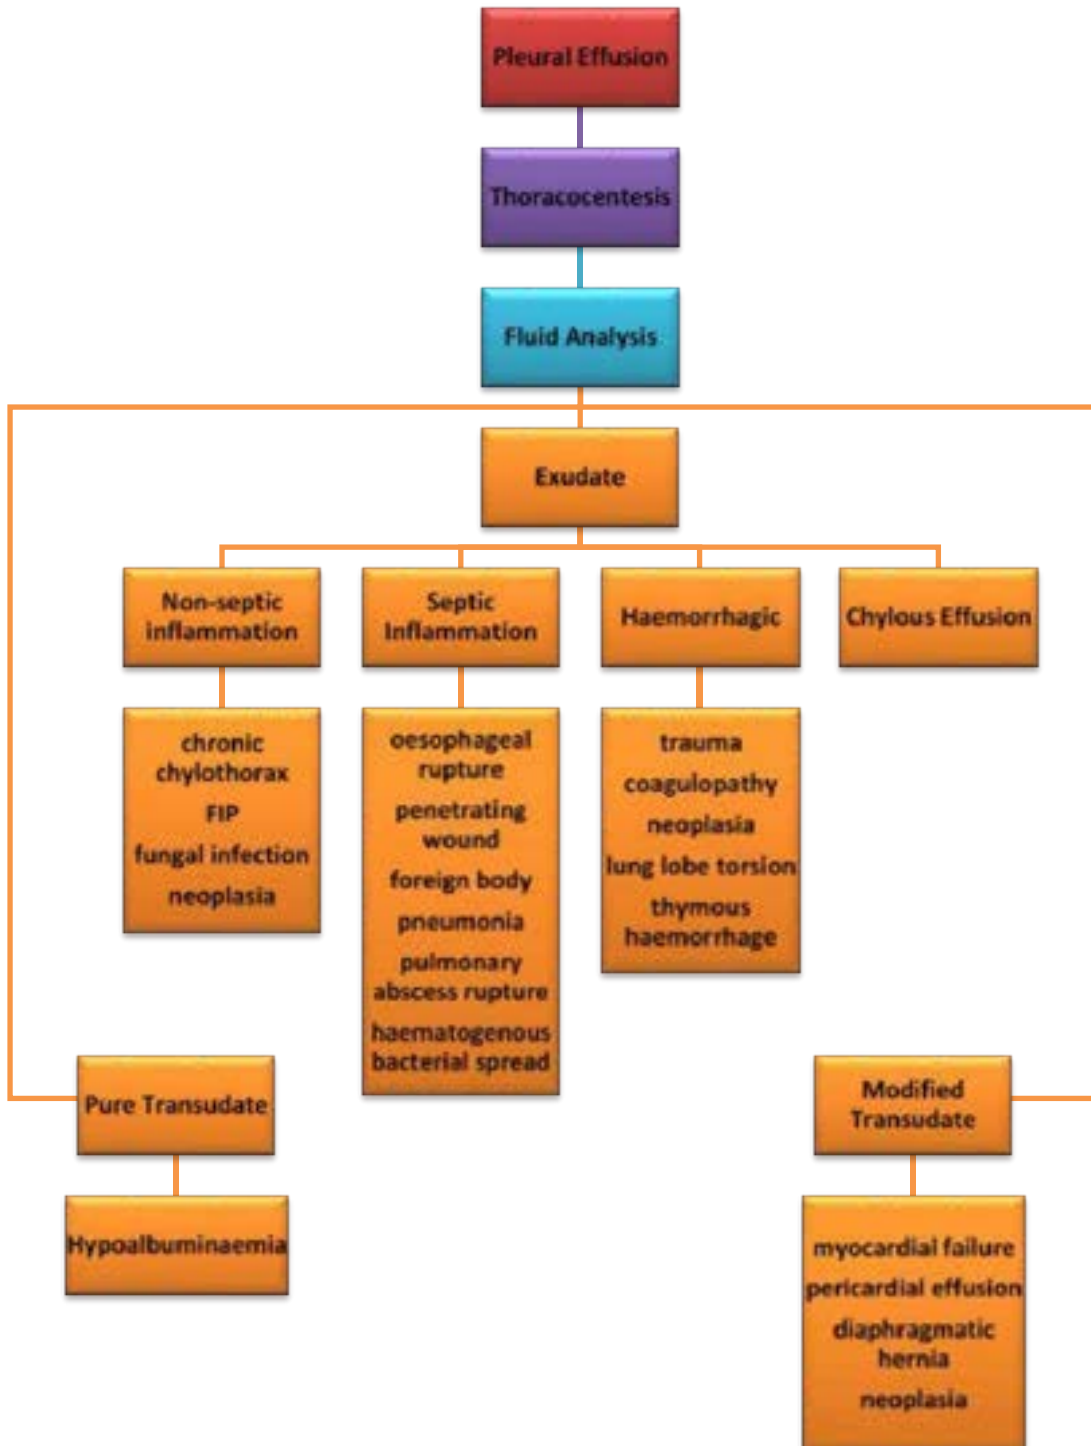 Pleural Effusion
Thoracocentesis
Fluid Analysis
Exudate
Non-septic
inflammation
Septic
Inflammation
Haemorrhagic
Chylous Effusion
chronic
chylothorax
FIP
fungal infection
neoplasia
oesophageal
rupture
penetrating
wound
foreign body
pneumonia
pulmonary
abscess rupture
haematogenous
bacterial spread
trauma
coagulopathy
neoplasia
lung lobe torsion
thymous
haemorrhage
Pure Transudate
Hypoalbuminaemia
Modified
Transudate
myocardial failure
pericardial effusion
diaphragmatic
hernia
neoplasia